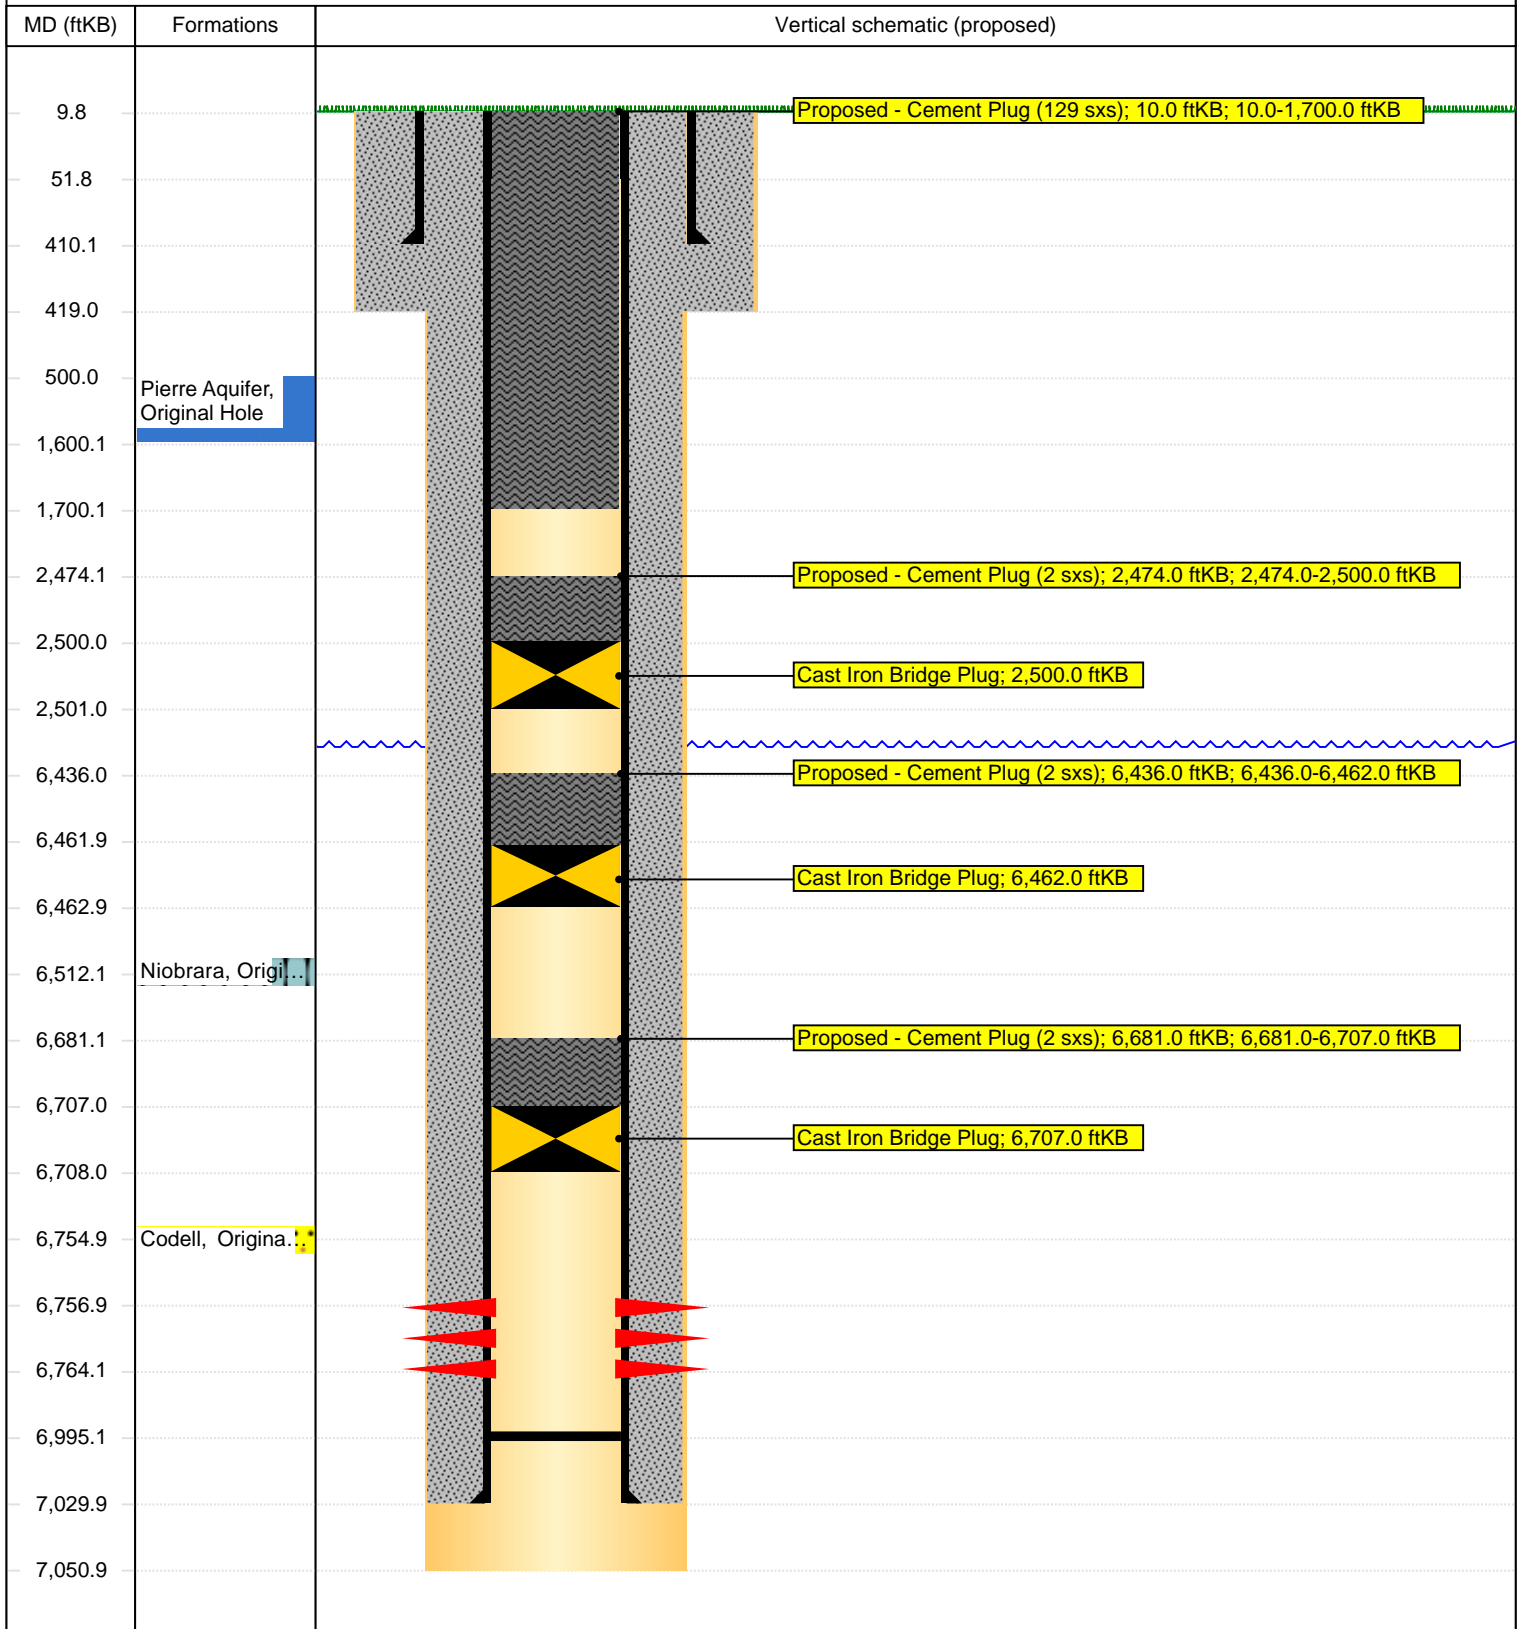 MD (ftKB) Formations Vertical schematic (proposed)
9.8 Proposed - Cement Plug (129 sxs); 10.0 ftKB; 10.0-1,700.0 ftKB
51.8
410.1
419.0
500.0
Pierre Aquifer,
Original Hole
1,600.1
1,700.1
2,474.1 Proposed - Cement Plug (2 sxs); 2,474.0 ftKB; 2,474.0-2,500.0 ftKB
2,500.0
Cast Iron Bridge Plug; 2,500.0 ftKB
2,501.0
6,436.0 Proposed - Cement Plug (2 sxs); 6,436.0 ftKB; 6,436.0-6,462.0 ftKB
6,461.9
Cast Iron Bridge Plug; 6,462.0 ftKB
6,462.9
6,512.1 Niobrara, Origi...
6,681.1 Proposed - Cement Plug (2 sxs); 6,681.0 ftKB; 6,681.0-6,707.0 ftKB
6,707.0
Cast Iron Bridge Plug; 6,707.0 ftKB
6,708.0
6,754.9 Codell, Origina...
6,756.9
6,764.1
6,995.1
7,029.9
7,050.9